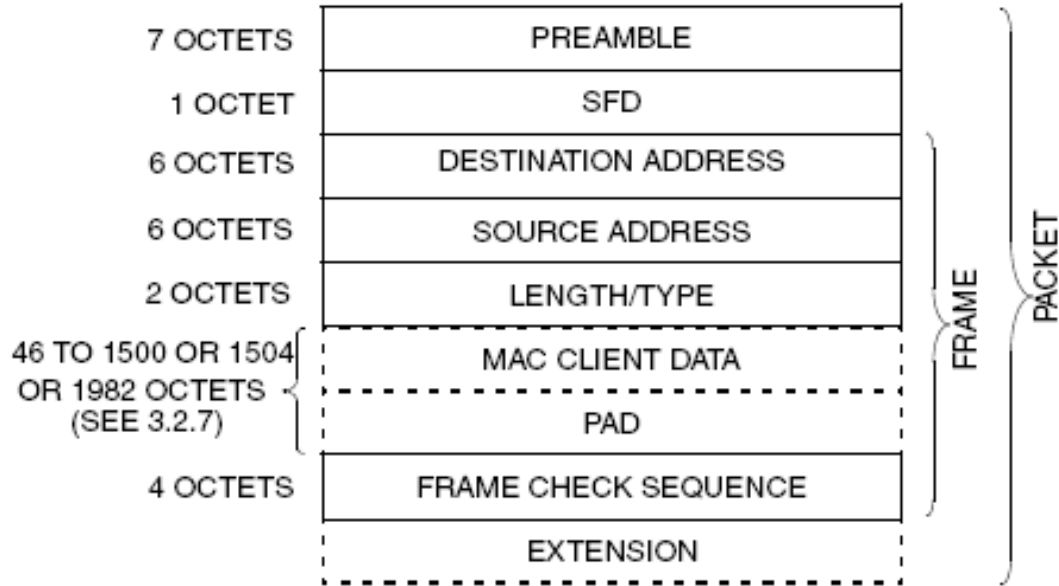 7 OCTETS PREAMBLE
1 OCTET SFD
6 OCTETS DESTINATION ADDRESS
6 OCTETS SOURCE ADDRESS
2 OCTETS LENGTH/TYPE
46 TO 1500 OR 1504
OR 1982 OCTETS
(SEE 3.2.7)
MAC CLIENT DATA
PAD
4 OCTETS FRAME CHECK SEQUENCE
EXTENSION
FRAME
PACKET